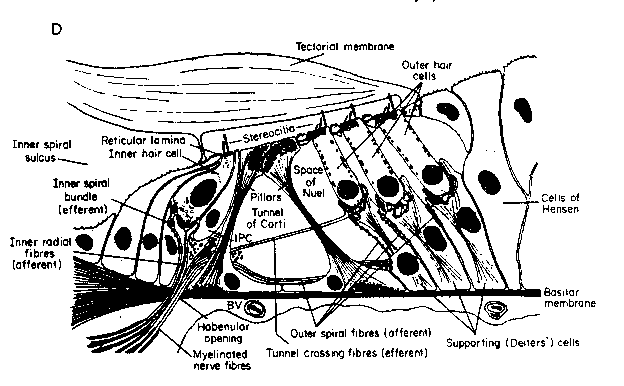 D
Tectorial membrane
Outer hair
cells
Reticular lamina
Stereocilia
Inner hair cell
Inner spiral
sulcus
Inner spiral
bundle
(efferent)
Pillars
Space
of
Nuel
Tunnel
of Corti
Cells of
Hensen
IPC
Inner radial
fibres
(afferent)
Basilar
membrane
BV
Habenular
opening
Outer spiral fibres (afferent)
Supporting (Deiters') cells
Tunnel crossing fibres (efferent)
Myelinated
nerve fibres